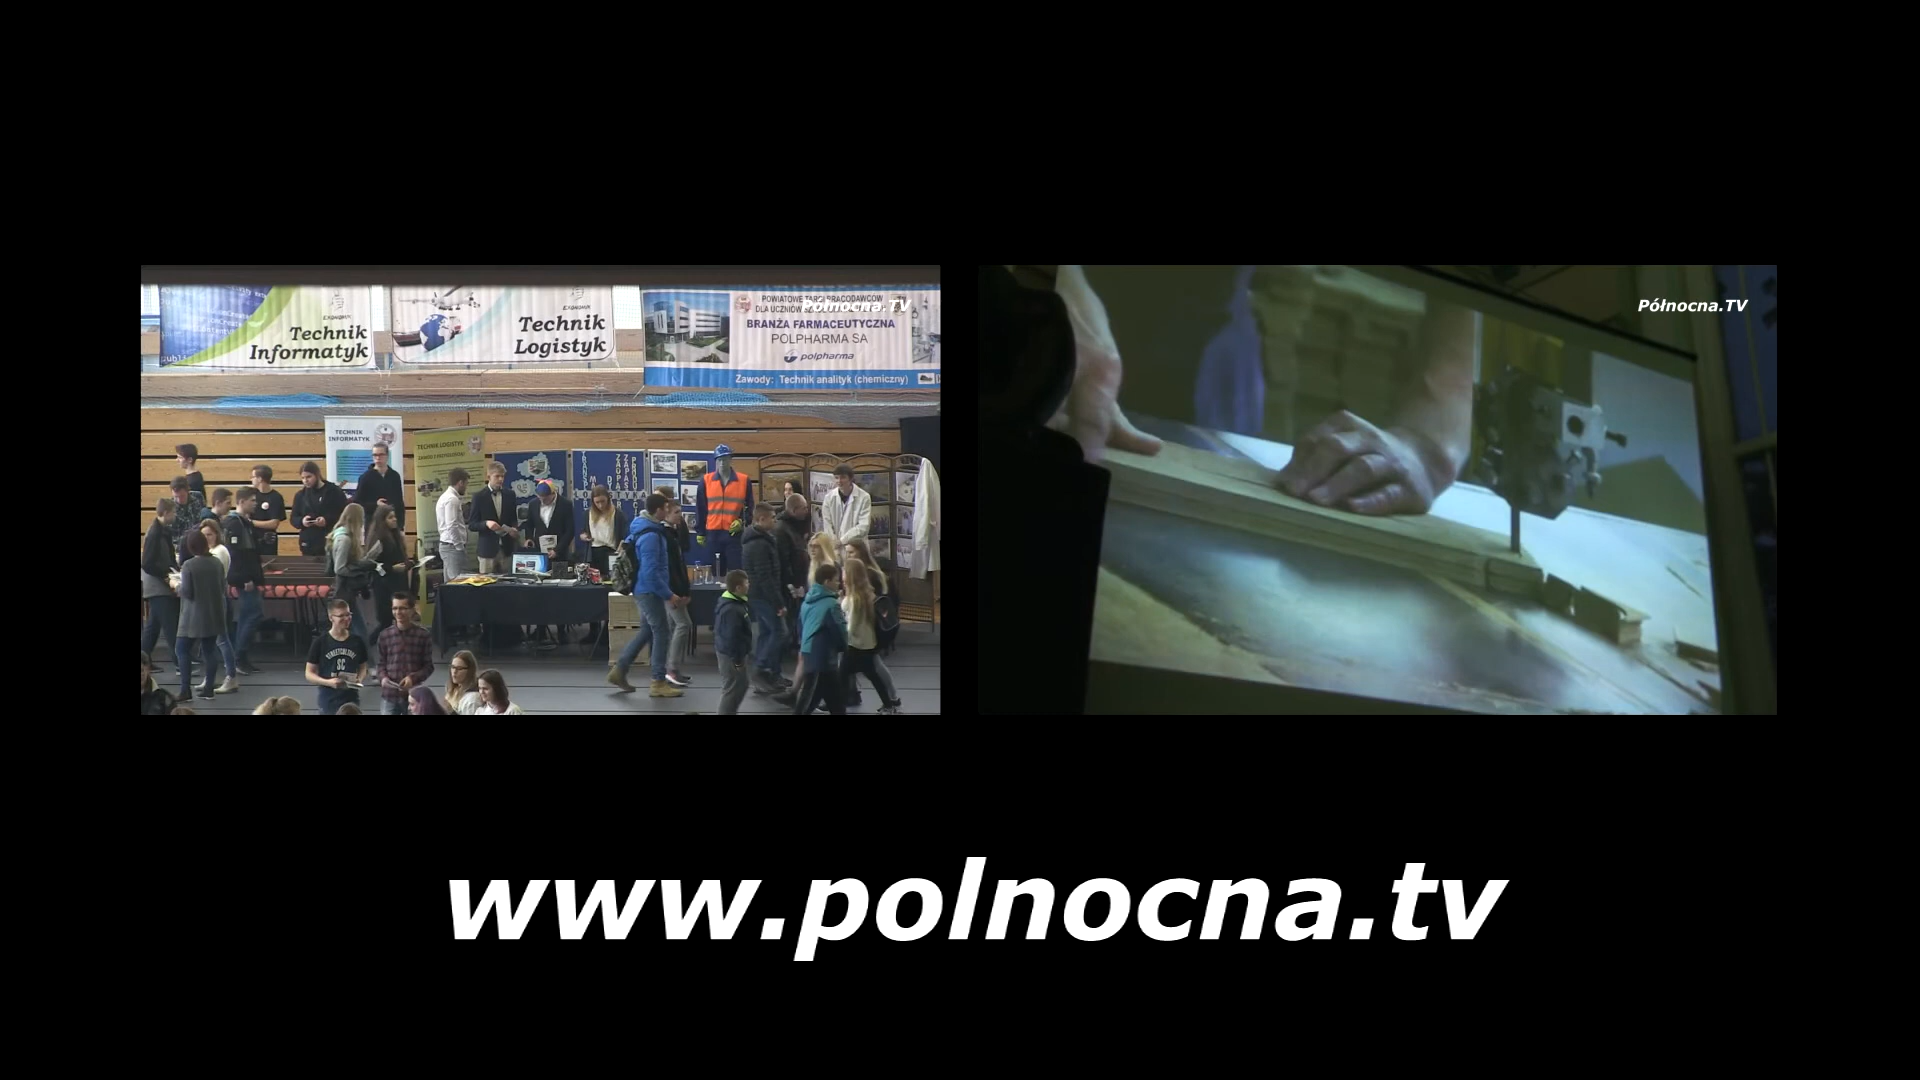 Technik
Informatyk
Technik
Logistyk
POWIATOWE TARGI PRACODAWCÓW
BRANŻA FARMACEUTYCZNA
POLPHARMA SA
polpharma
Zawody: Technik analityk (chemiczny)
Północna.TV
TECHNIK
INFORMATYK
TECHNIK LOGISTYK
SC
Północna.TV
www.polnocna.tv